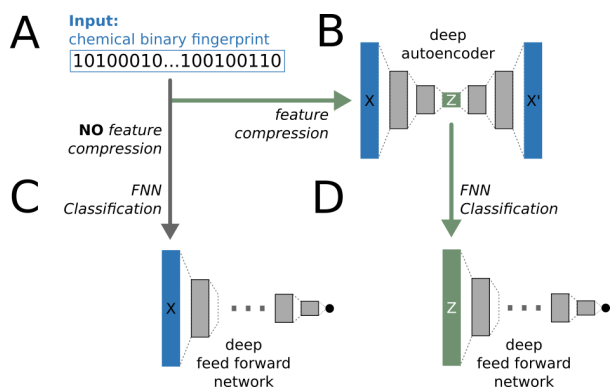 A
Input:
chemical binary fingerprint
10100010...100100110
B
deep
autoencoder
X
Z
X'
feature
compression
NO feature
compression
FNN
Classification
C
X
deep
feed forward
network
FNN
Classification
D
Z
deep
feed forward
network